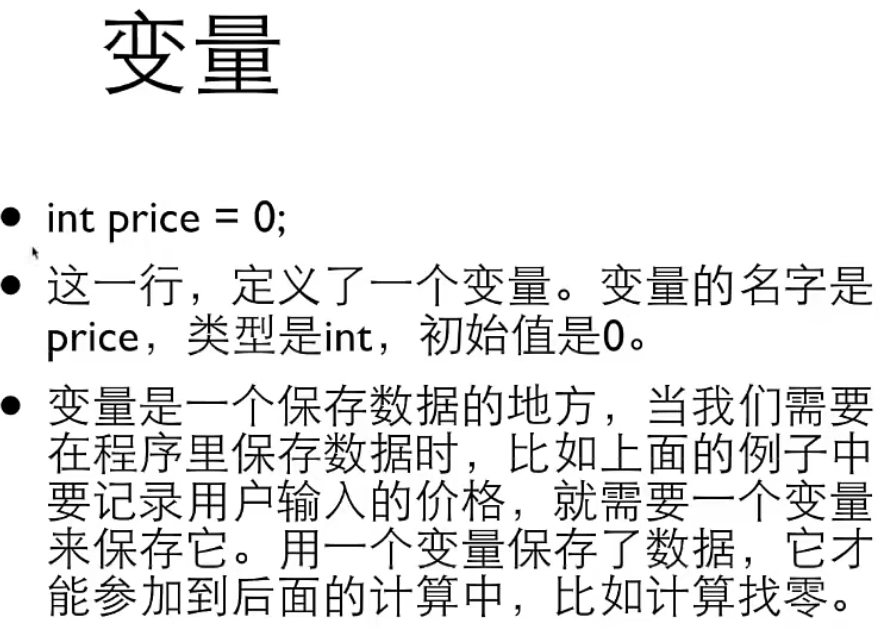 变量
• int price = 0;
• 这一行，定义了一个变量。变量的名字是
price，类型是int，初始值是0。
• 变量是一个保存数据的地方，当我们需要
在程序里保存数据时，比如上面的例子中
要记录用户输入的价格，就需要一个变量
来保存它。用一个变量保存了数据，它才
能参加到后面的计算中，比如计算找零。